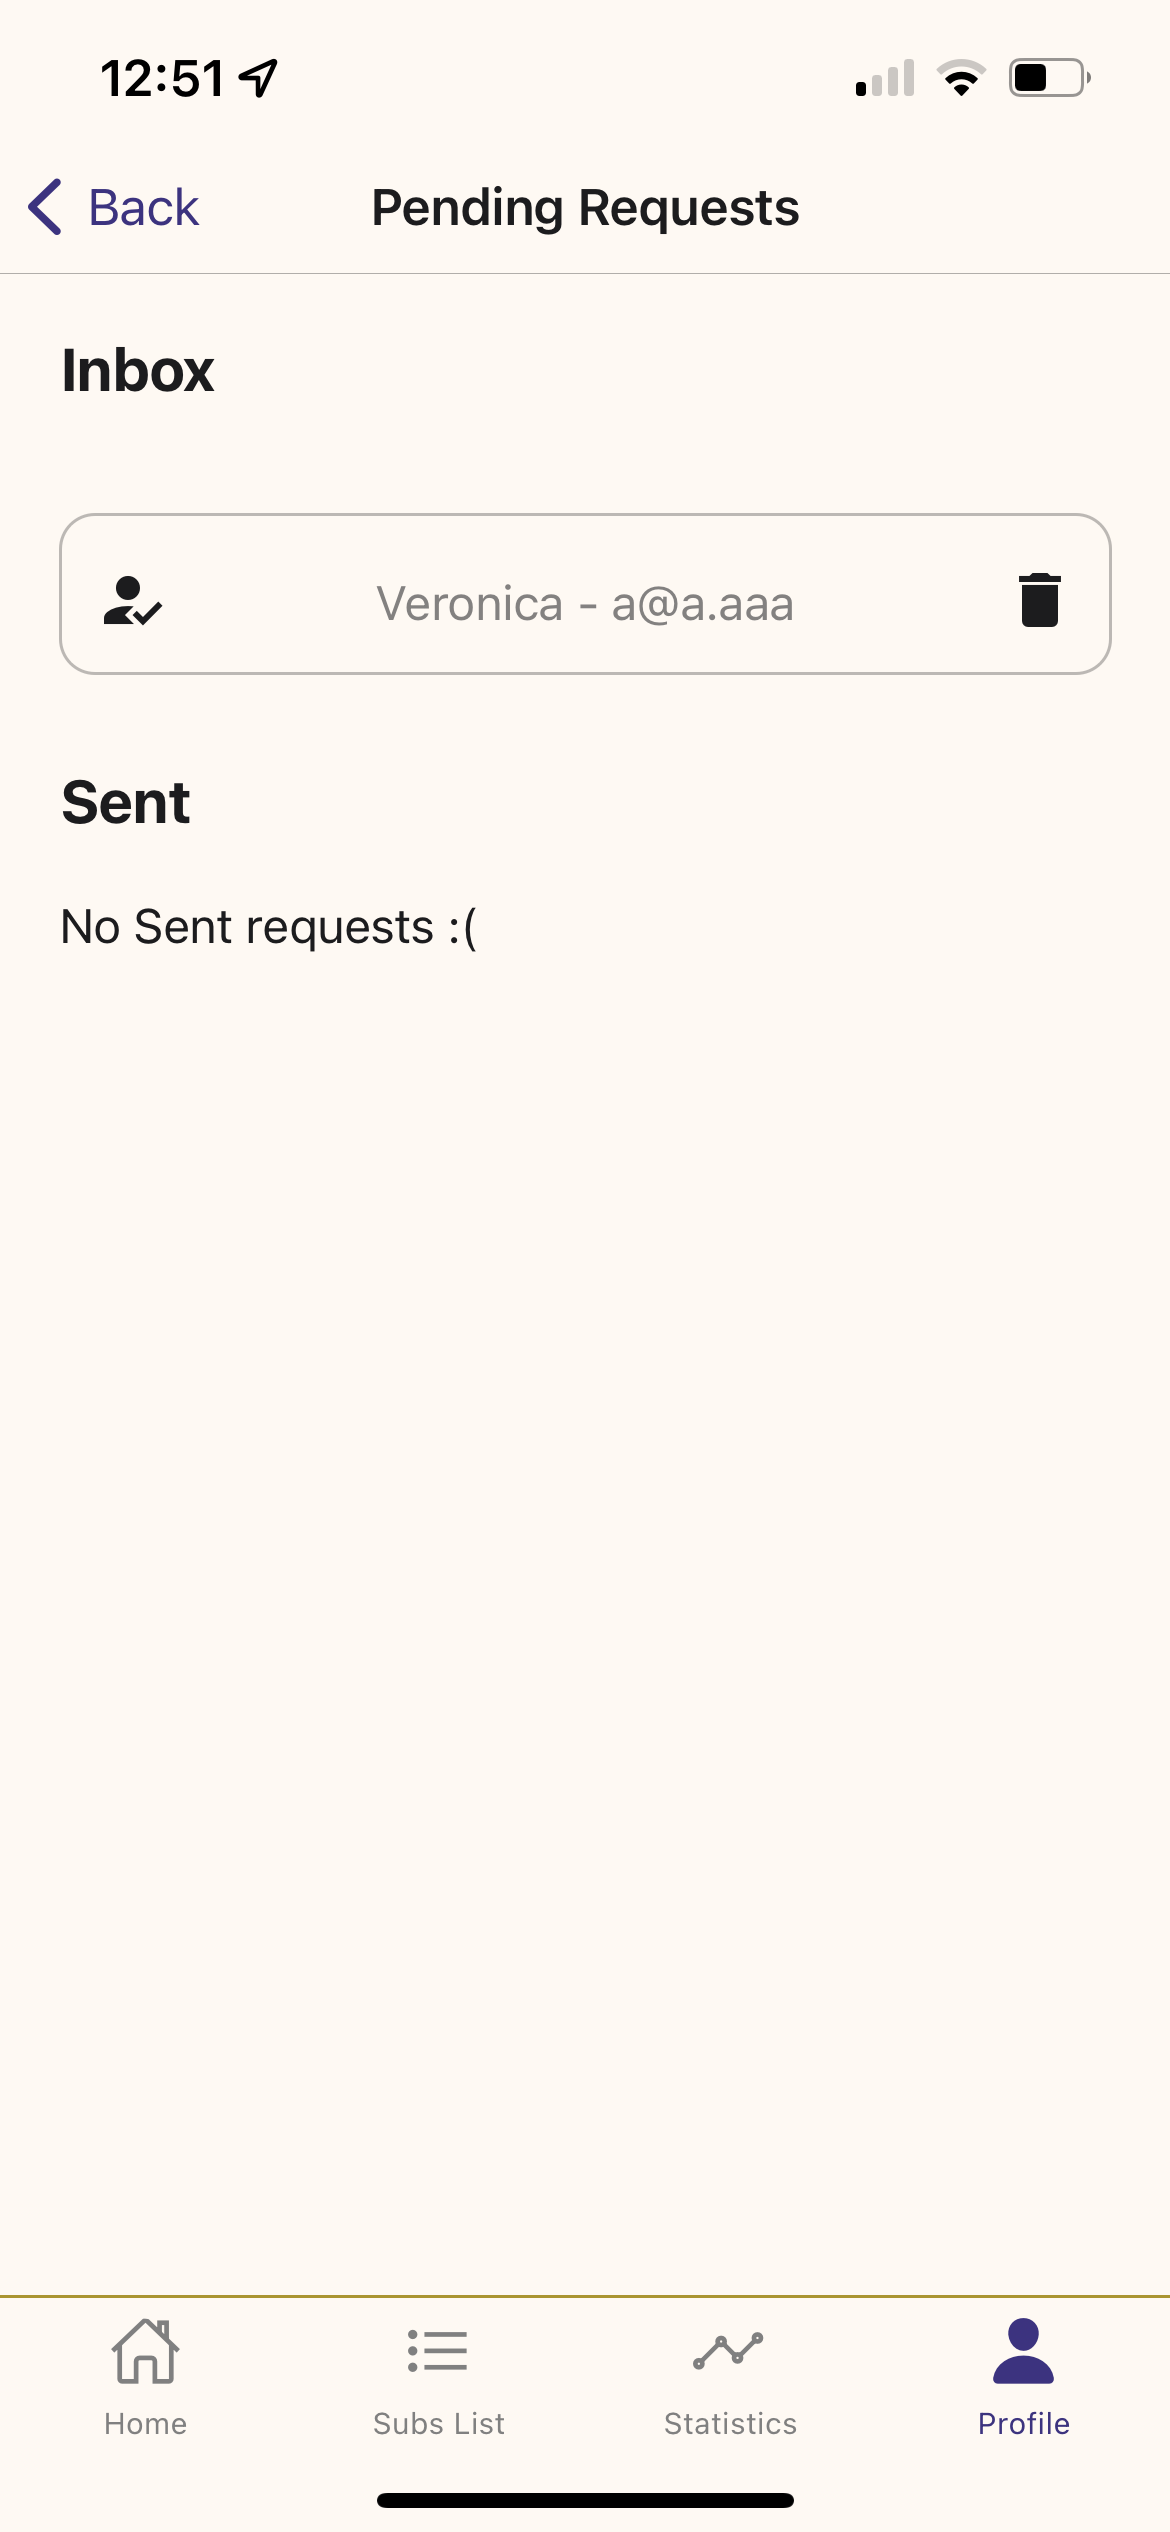 12:51
Back Pending Requests
Inbox
Veronica - a@a.aaa
Sent
No Sent requests :(
Home Subs List Statistics Profile